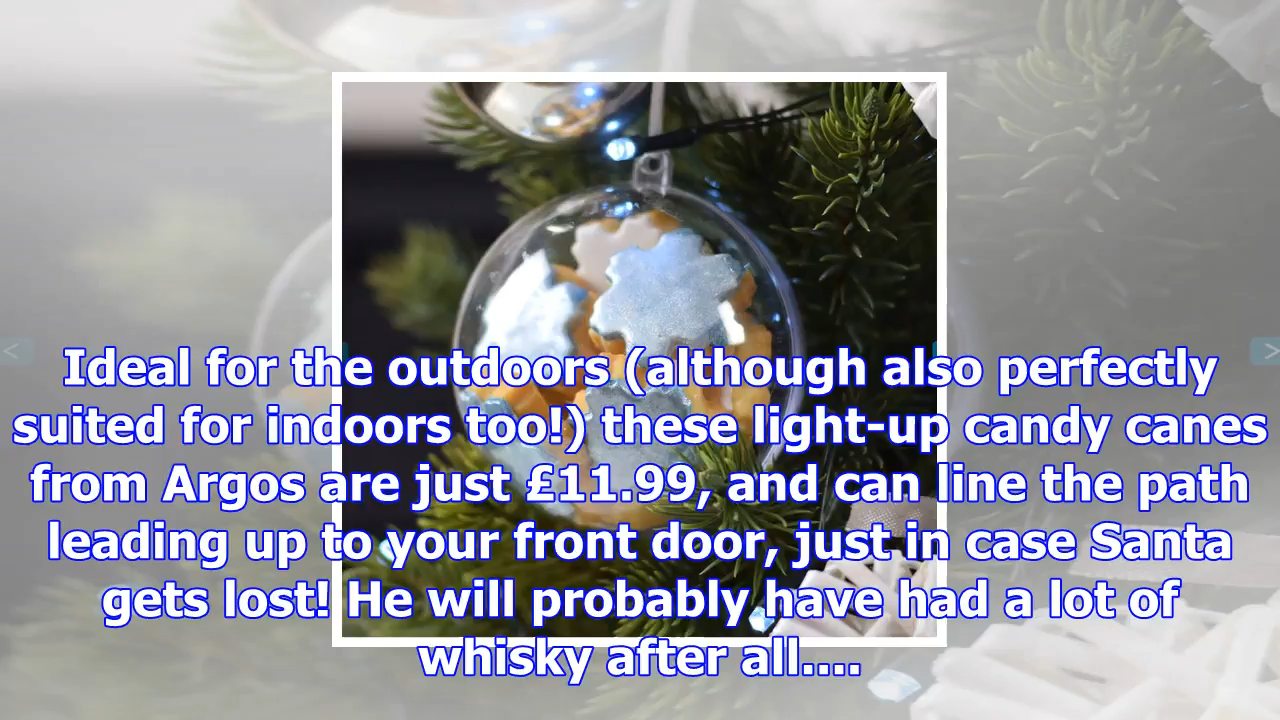 Ideal for the outdoors (although also perfectly
suited for indoors too!) these light-up candy canes
from Argos are just £11.99, and can line the path
leading up to your front door, just in case Santa
gets lost! He will probably have had a lot of
whisky after all....